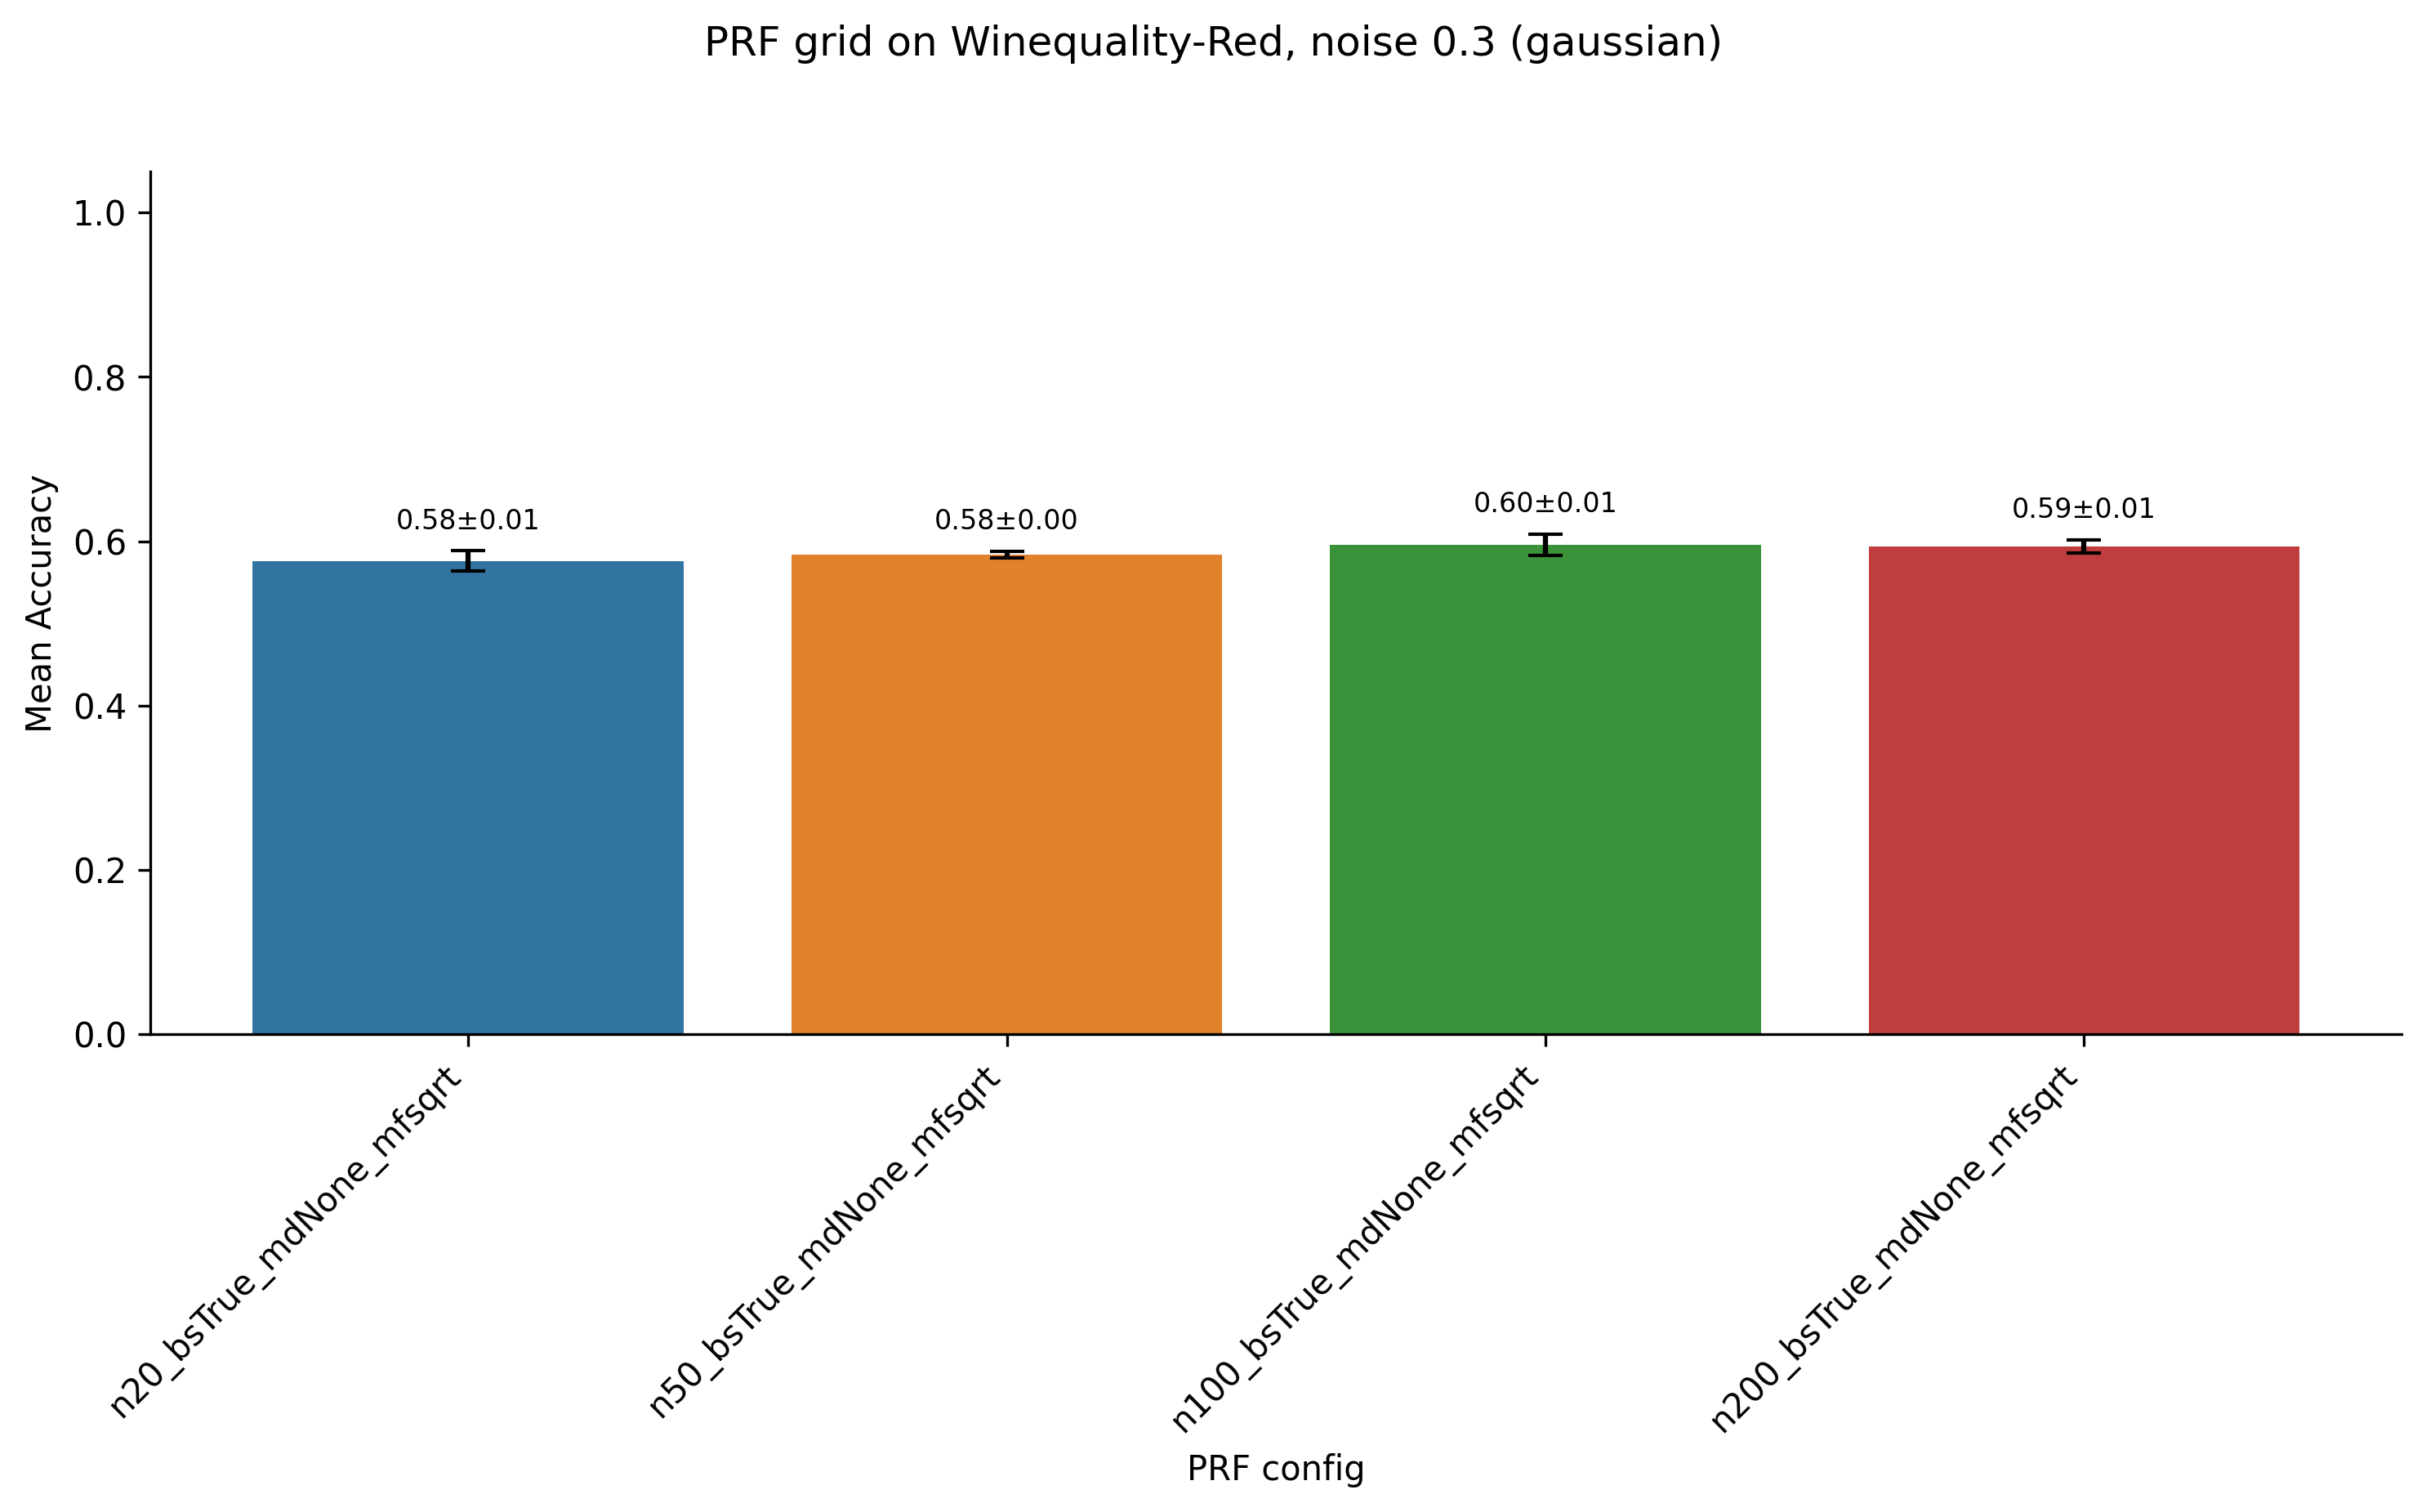 PRF grid on Winequality-Red, noise 0.3 (gaussian)
Mean Accuracy
1.0
0.8
0.6
0.4
0.2
0.0
0.58±0.01
0.58±0.00
0.60±0.01
0.59±0.01
n20_bsTrue_mdNone_mfsqrt
n50_bsTrue_mdNone_mfsqrt
n100_bsTrue_mdNone_mfsqrt
n200_bsTrue_mdNone_mfsqrt
PRF config